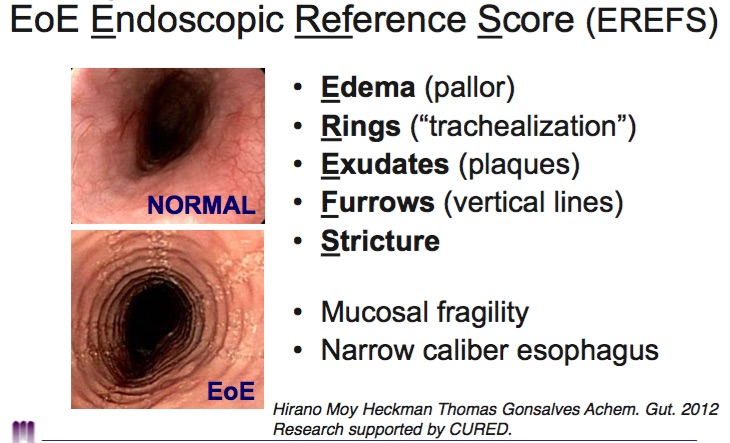 EoE Endoscopic Reference Score (EREFS)
NORMAL
EoE
• Edema (pallor)
• Rings (“trachealization”)
• Exudates (plaques)
• Furrows (vertical lines)
• Stricture
• Mucosal fragility
• Narrow caliber esophagus
Hirano Moy Heckman Thomas Gonsalves Achem. Gut. 2012
Research supported by CURED.